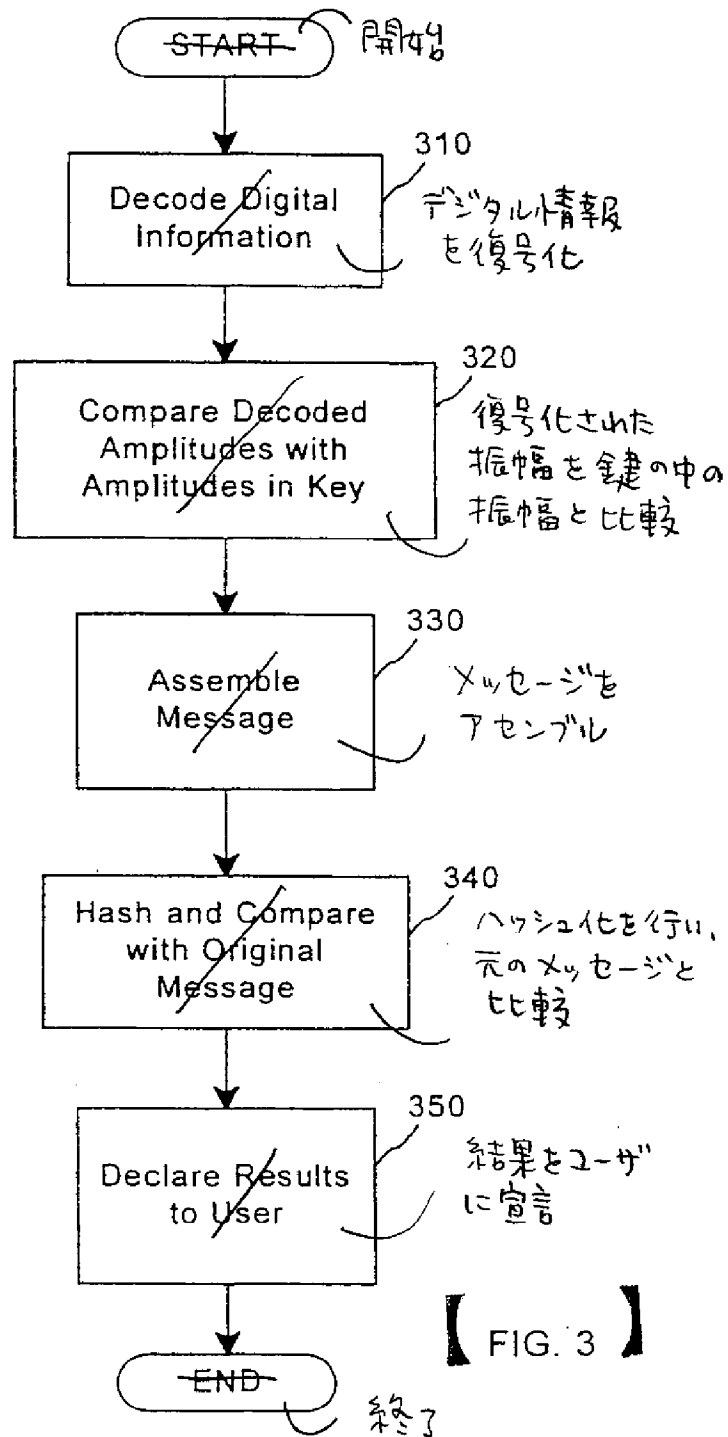 START
開始
310
Decode Digital
Information
デジタル情報
を復号化
320
Compare Decoded
Amplitudes with
Amplitudes in Key
復号化された
振幅を鍵の中の
振幅と比較
330
Assemble
Message
メッセージを
アセンブル
340
Hash and Compare
with Original
Message
ハッシュ化を行い、
元のメッセージと
比較
350
Declare Results
to User
結果をユーザ
に宣言
END
終了
【 FIG. 3 】